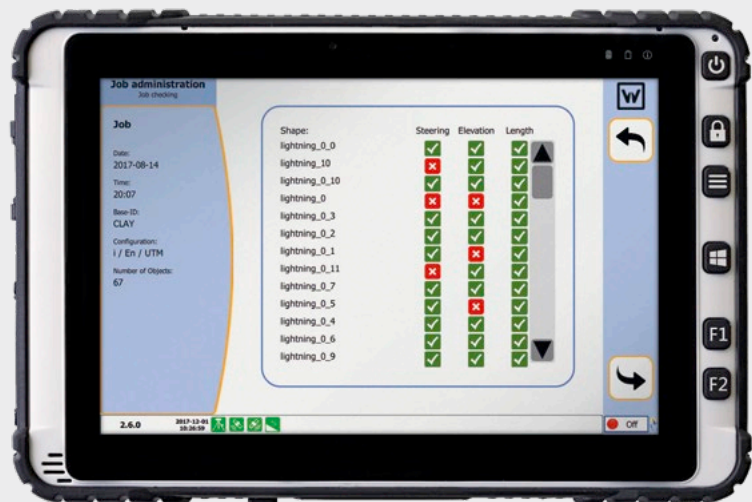 Job administration
Job checking
Job
Date:
2017-08-14
Time:
20:07
Base-ID:
CLAY
Configuration:
i / En / UTM
Number of Objects:
67
Shape: Steering Elevation Length
lightning_0_0
lightning_10
lightning_0_10
lightning_0
lightning_0_3
lightning_0_2
lightning_0_1
lightning_0_11
lightning_0_7
lightning_0_5
lightning_0_4
lightning_0_6
lightning_0_9
W
2.6.0
2017-12-01
10:26:59
Off
F1
F2